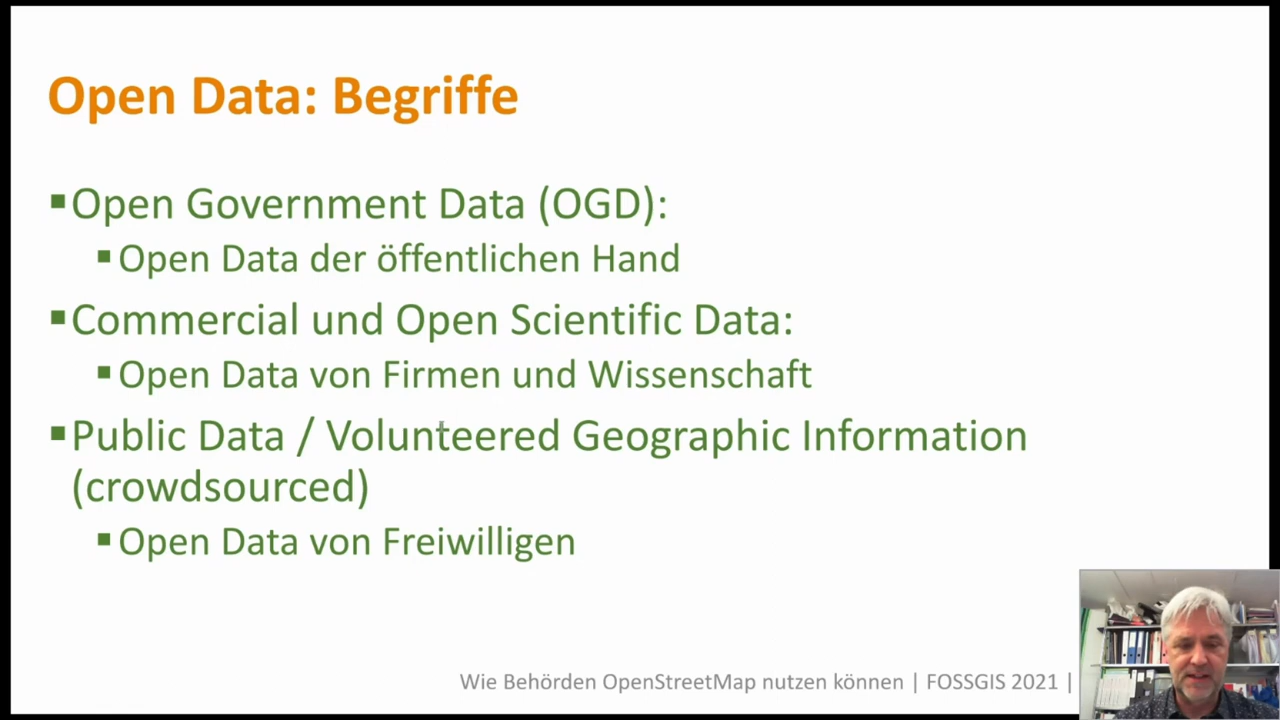 Open Data: Begriffe
▪Open Government Data (OGD):
▪Open Data der öffentlichen Hand
▪Commercial und Open Scientific Data:
▪Open Data von Firmen und Wissenschaft
▪Public Data / Volunteered Geographic Information
(crowdsourced)
▪Open Data von Freiwilligen
Wie Behörden OpenStreetMap nutzen können | FOSSGIS 2021 |